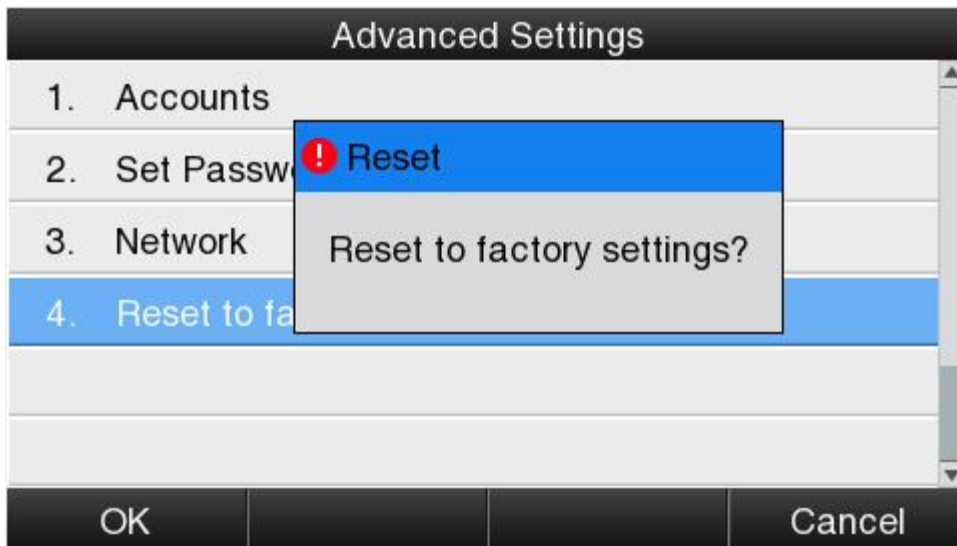 Advanced Settings
1. Accounts
2. Set Passw
! Reset
3. Network
Reset to factory settings?
4. Reset to fa
OK
Cancel